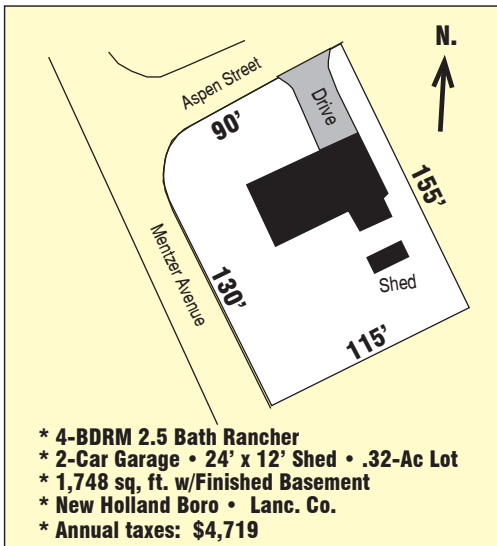 N.
Aspen Street
90’
Drive
155’
Mentzer Avenue
130’
Shed
115’
* 4-BDRM 2.5 Bath Rancher
* 2-Car Garage • 24’ x 12’ Shed • .32-Ac Lot
* 1,748 sq, ft. w/Finished Basement
* New Holland Boro • Lanc. Co.
* Annual taxes: $4,719